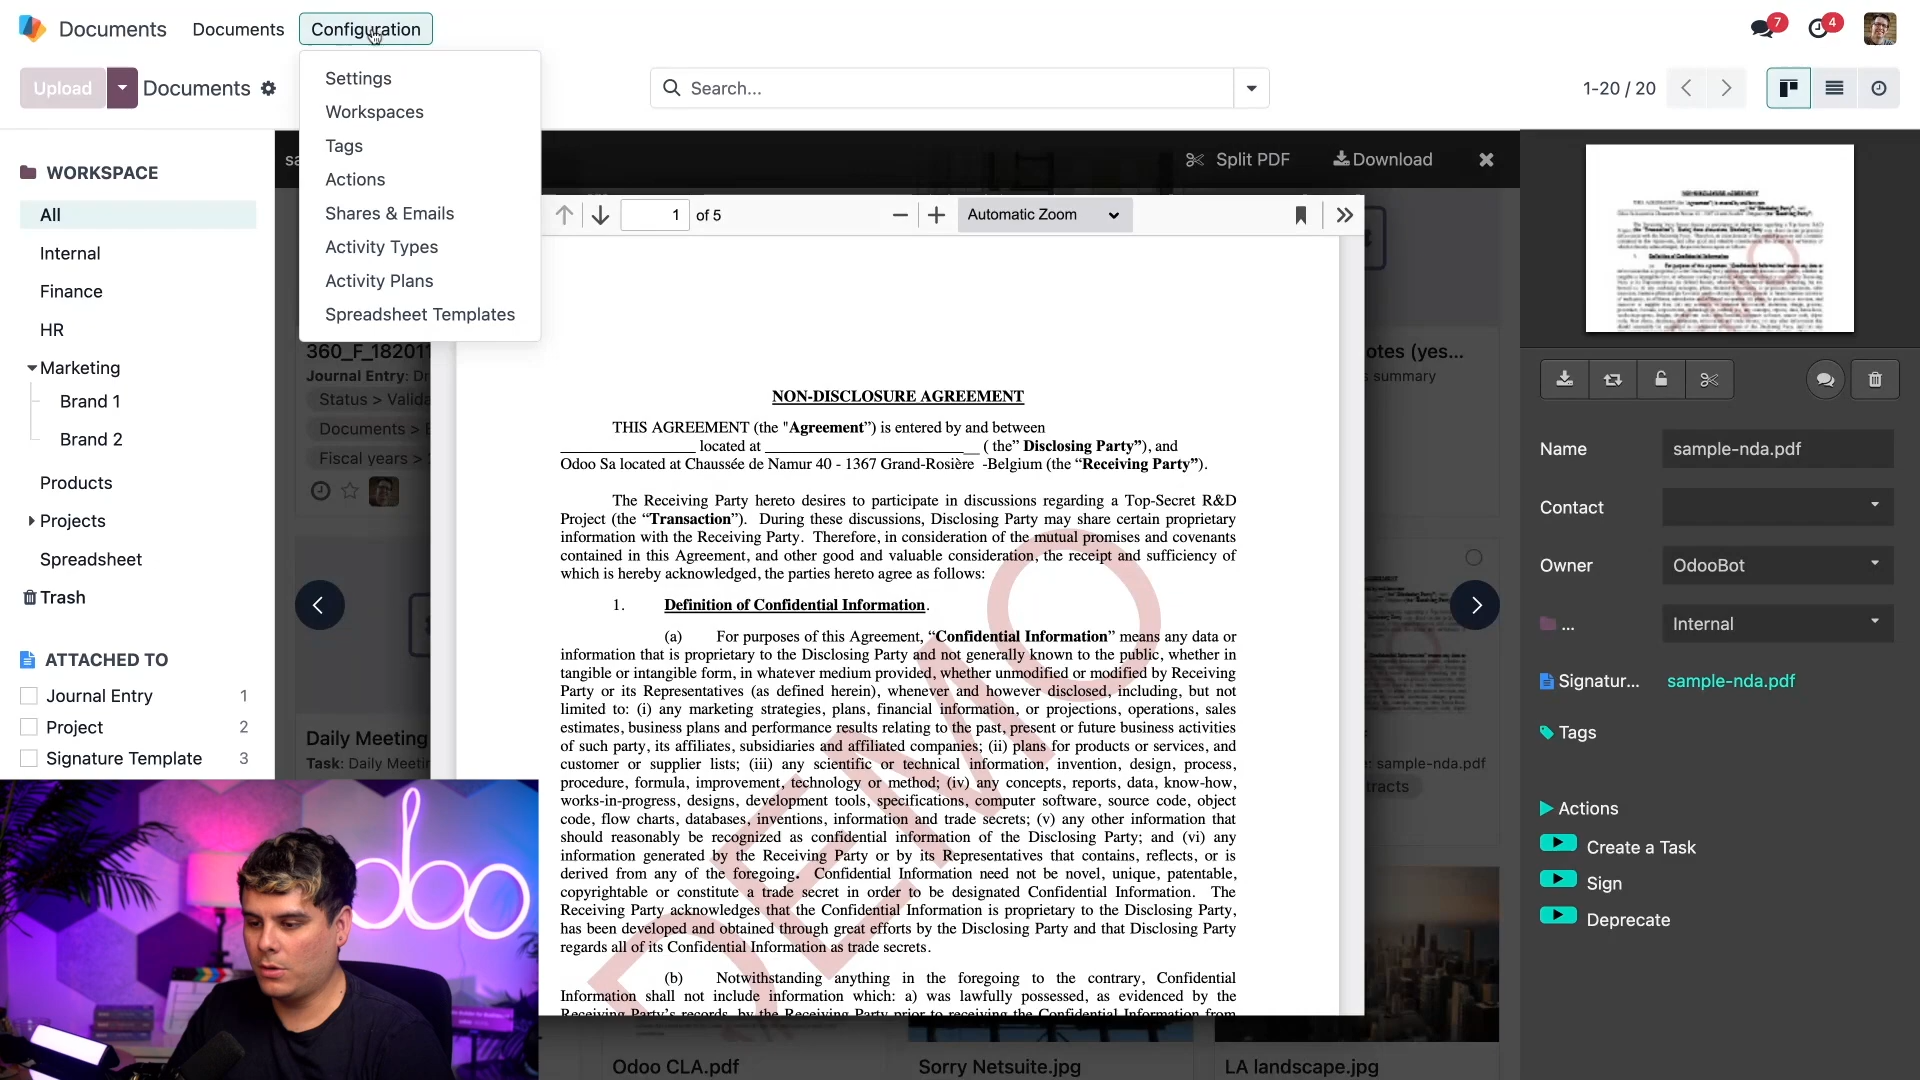 Documents Documents Configuration 7 4
Upload Documents Search... 1-20 / 20
Settings
Workspaces
Tags
Actions
Shares & Emails
Activity Types
Activity Plans
Spreadsheet Templates
WORKSPACE
All
Internal
Finance
HR
Marketing
Brand 1
Brand 2
Products
Projects
Spreadsheet
Trash
ATTACHED TO
Journal Entry 1
Project 2
Signature Template 3
sa
Split PDF Download
1 of 5 Automatic Zoom
360_F_18201
Journal Entry: Dr
Status > Valida
Documents >
Fiscal years >
Daily Meeting
Task: Daily Meetin
otes (yes...
s summary
: sample-nda.pdf
tracts
NON-DISCLOSURE AGREEMENT
THIS AGREEMENT (the "Agreement”) is entered by and between
__________________ located at ___________________________ ( the” Disclosing Party”), and
Odoo Sa located at Chaussée de Namur 40 - 1367 Grand-Rosière -Belgium (the “Receiving Party”).
The Receiving Party hereto desires to participate in discussions regarding a Top-Secret R&D
Project (the “Transaction”). During these discussions, Disclosing Party may share certain proprietary
information with the Receiving Party. Therefore, in consideration of the mutual promises and covenants
contained in this Agreement, and other good and valuable consideration, the receipt and sufficiency of
which is hereby acknowledged, the parties hereto agree as follows:
1. Definition of Confidential Information.
(a) For purposes of this Agreement, “Confidential Information” means any data or
information that is proprietary to the Disclosing Party and not generally known to the public, whether in
tangible or intangible form, in whatever medium provided, whether unmodified or modified by Receiving
Party or its Representatives (as defined herein), whenever and however disclosed, including, but not
limited to: (i) any marketing strategies, plans, financial information, or projections, operations, sales
estimates, business plans and performance results relating to the past, present or future business activities
of such party, its affiliates, subsidiaries and affiliated companies; (ii) plans for products or services, and
customer or supplier lists; (iii) any scientific or technical information, invention, design, process,
procedure, formula, improvement, technology or method; (iv) any concepts, reports, data, know-how,
works-in-progress, designs, development tools, specifications, computer software, source code, object
code, flow charts, databases, inventions, information and trade secrets; (v) any other information that
should reasonably be recognized as confidential information of the Disclosing Party; and (vi) any
information generated by the Receiving Party or by its Representatives that contains, reflects, or is
derived from any of the foregoing. Confidential Information need not be novel, unique, patentable,
copyrightable or constitute a trade secret in order to be designated Confidential Information. The
Receiving Party acknowledges that the Confidential Information is proprietary to the Disclosing Party,
has been developed and obtained through great efforts by the Disclosing Party and that Disclosing Party
regards all of its Confidential Information as trade secrets.
(b) Notwithstanding anything in the foregoing to the contrary, Confidential
Information shall not include information which: a) was lawfully possessed, as evidenced by the
Receiving Party’s records, by the Receiving Party prior to receiving the Confidential Information from
DEMO
Odoo CLA.pdf
Sorry Netsuite.jpg
LA landscape.jpg
Name sample-nda.pdf
Contact
Owner OdooBot
... Internal
Signatur... sample-nda.pdf
Tags
Actions
Create a Task
Sign
Deprecate
odoo